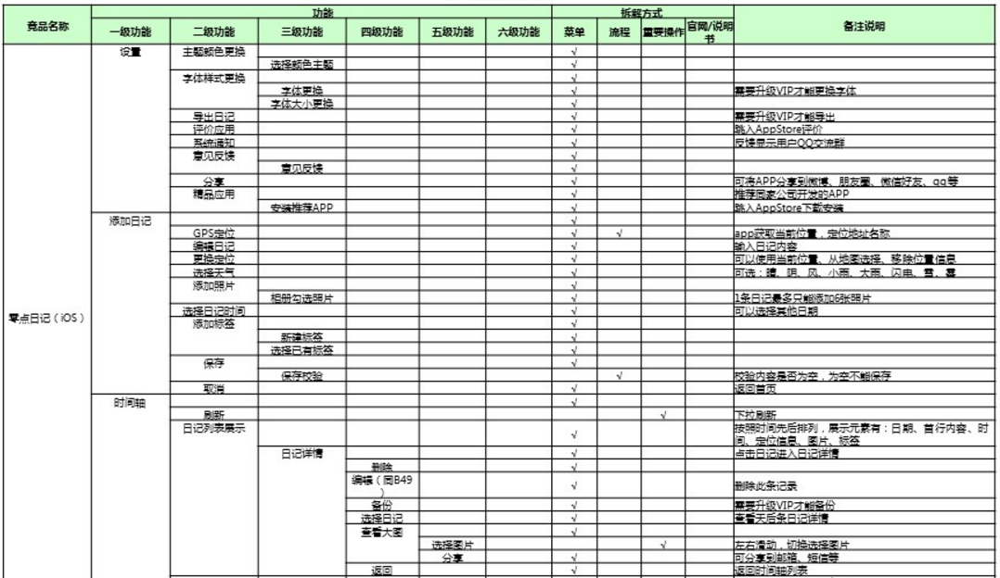 竞品名称 功能 拆解方式 备注说明
一级功能 二级功能 三级功能 四级功能 五级功能 六级功能 菜单 流程 重要操作 官网/说明书
零点日记（iOS）
设置 主题颜色更换 √
选择颜色主题 √
字体样式更换 √
字体更换 √ 需要升级VIP才能更换字体
字体大小更换 √
导出日记 √ 需要升级VIP才能导出
评价应用 √ 跳入AppStore评价
系统通知 √ 反馈显示用户QQ交流群
意见反馈 √
意见反馈 √
分享 √ 可将APP分享到微博、朋友圈、微信好友、qq等
精品应用 √ 推荐同家公司开发的APP
安装推荐APP √ 跳入AppStore下载安装
添加日记 √
GPS定位 √ √ app获取当前位置，定位地址名称
编辑日记 √ 输入日记内容
更换定位 √ 可以使用当前位置、从地图选择、移除位置信息
选择天气 √ 可选：晴、阴、风、小雨、大雨、闪电、雪、雾
添加照片 √
相册勾选照片 √ 1条日记最多只能添加6张照片
选择日记时间 √ 可以选择其他日期
添加标签 √
新建标签 √
选择已有标签 √
保存 √
保存校验 √ 校验内容是否为空，为空不能保存
取消 √ 返回首页
时间轴 √
刷新 √ 下拉刷新
日记列表展示 √ 按照时间先后排列，展示元素有：日期、首行内容、时
间、定位信息、图片、标签
日记详情 √ 点击日记进入日记详情
删除 √
编辑（同B49
） √ 删除此条记录
备份 √ 需要升级VIP才能备份
选择日记 √ 查看天后条日记详情
查看大图 √
选择图片 √ 左右滑动，切换选择图片
分享 √ 可分享到邮箱、短信等
返回 √ 返回时间轴列表